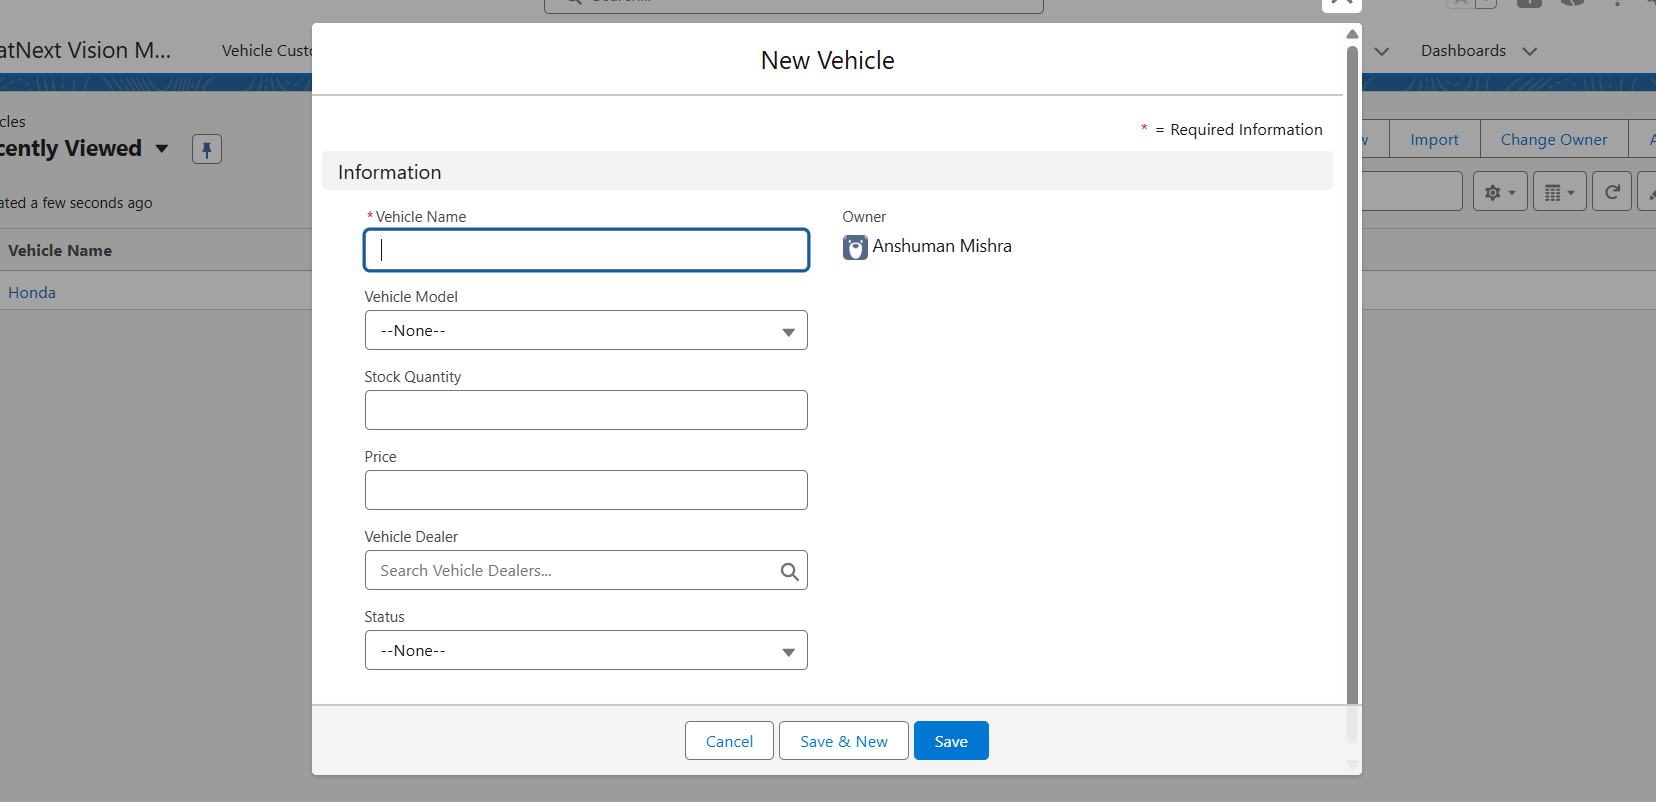 New Vehicle
atNext Vision M...
Vehicle Custo
Dashboards
* = Required Information
cles
cently Viewed
Import
Change Owner
Information
ated a few seconds ago
* Vehicle Name
Owner
Anshuman Mishra
Vehicle Name
Honda
Vehicle Model
--None--
Stock Quantity
Price
Vehicle Dealer
Search Vehicle Dealers...
Status
--None--
Cancel
Save & New
Save